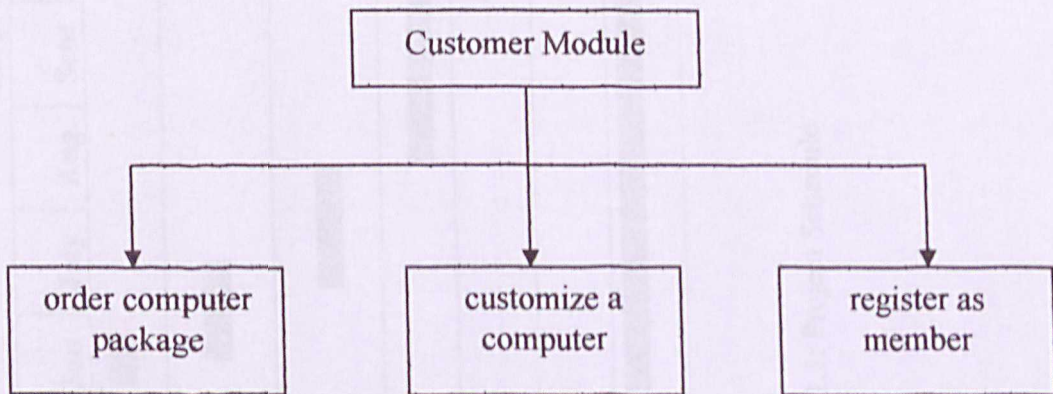 Customer Module
order computer
package
customize a
computer
register as
member